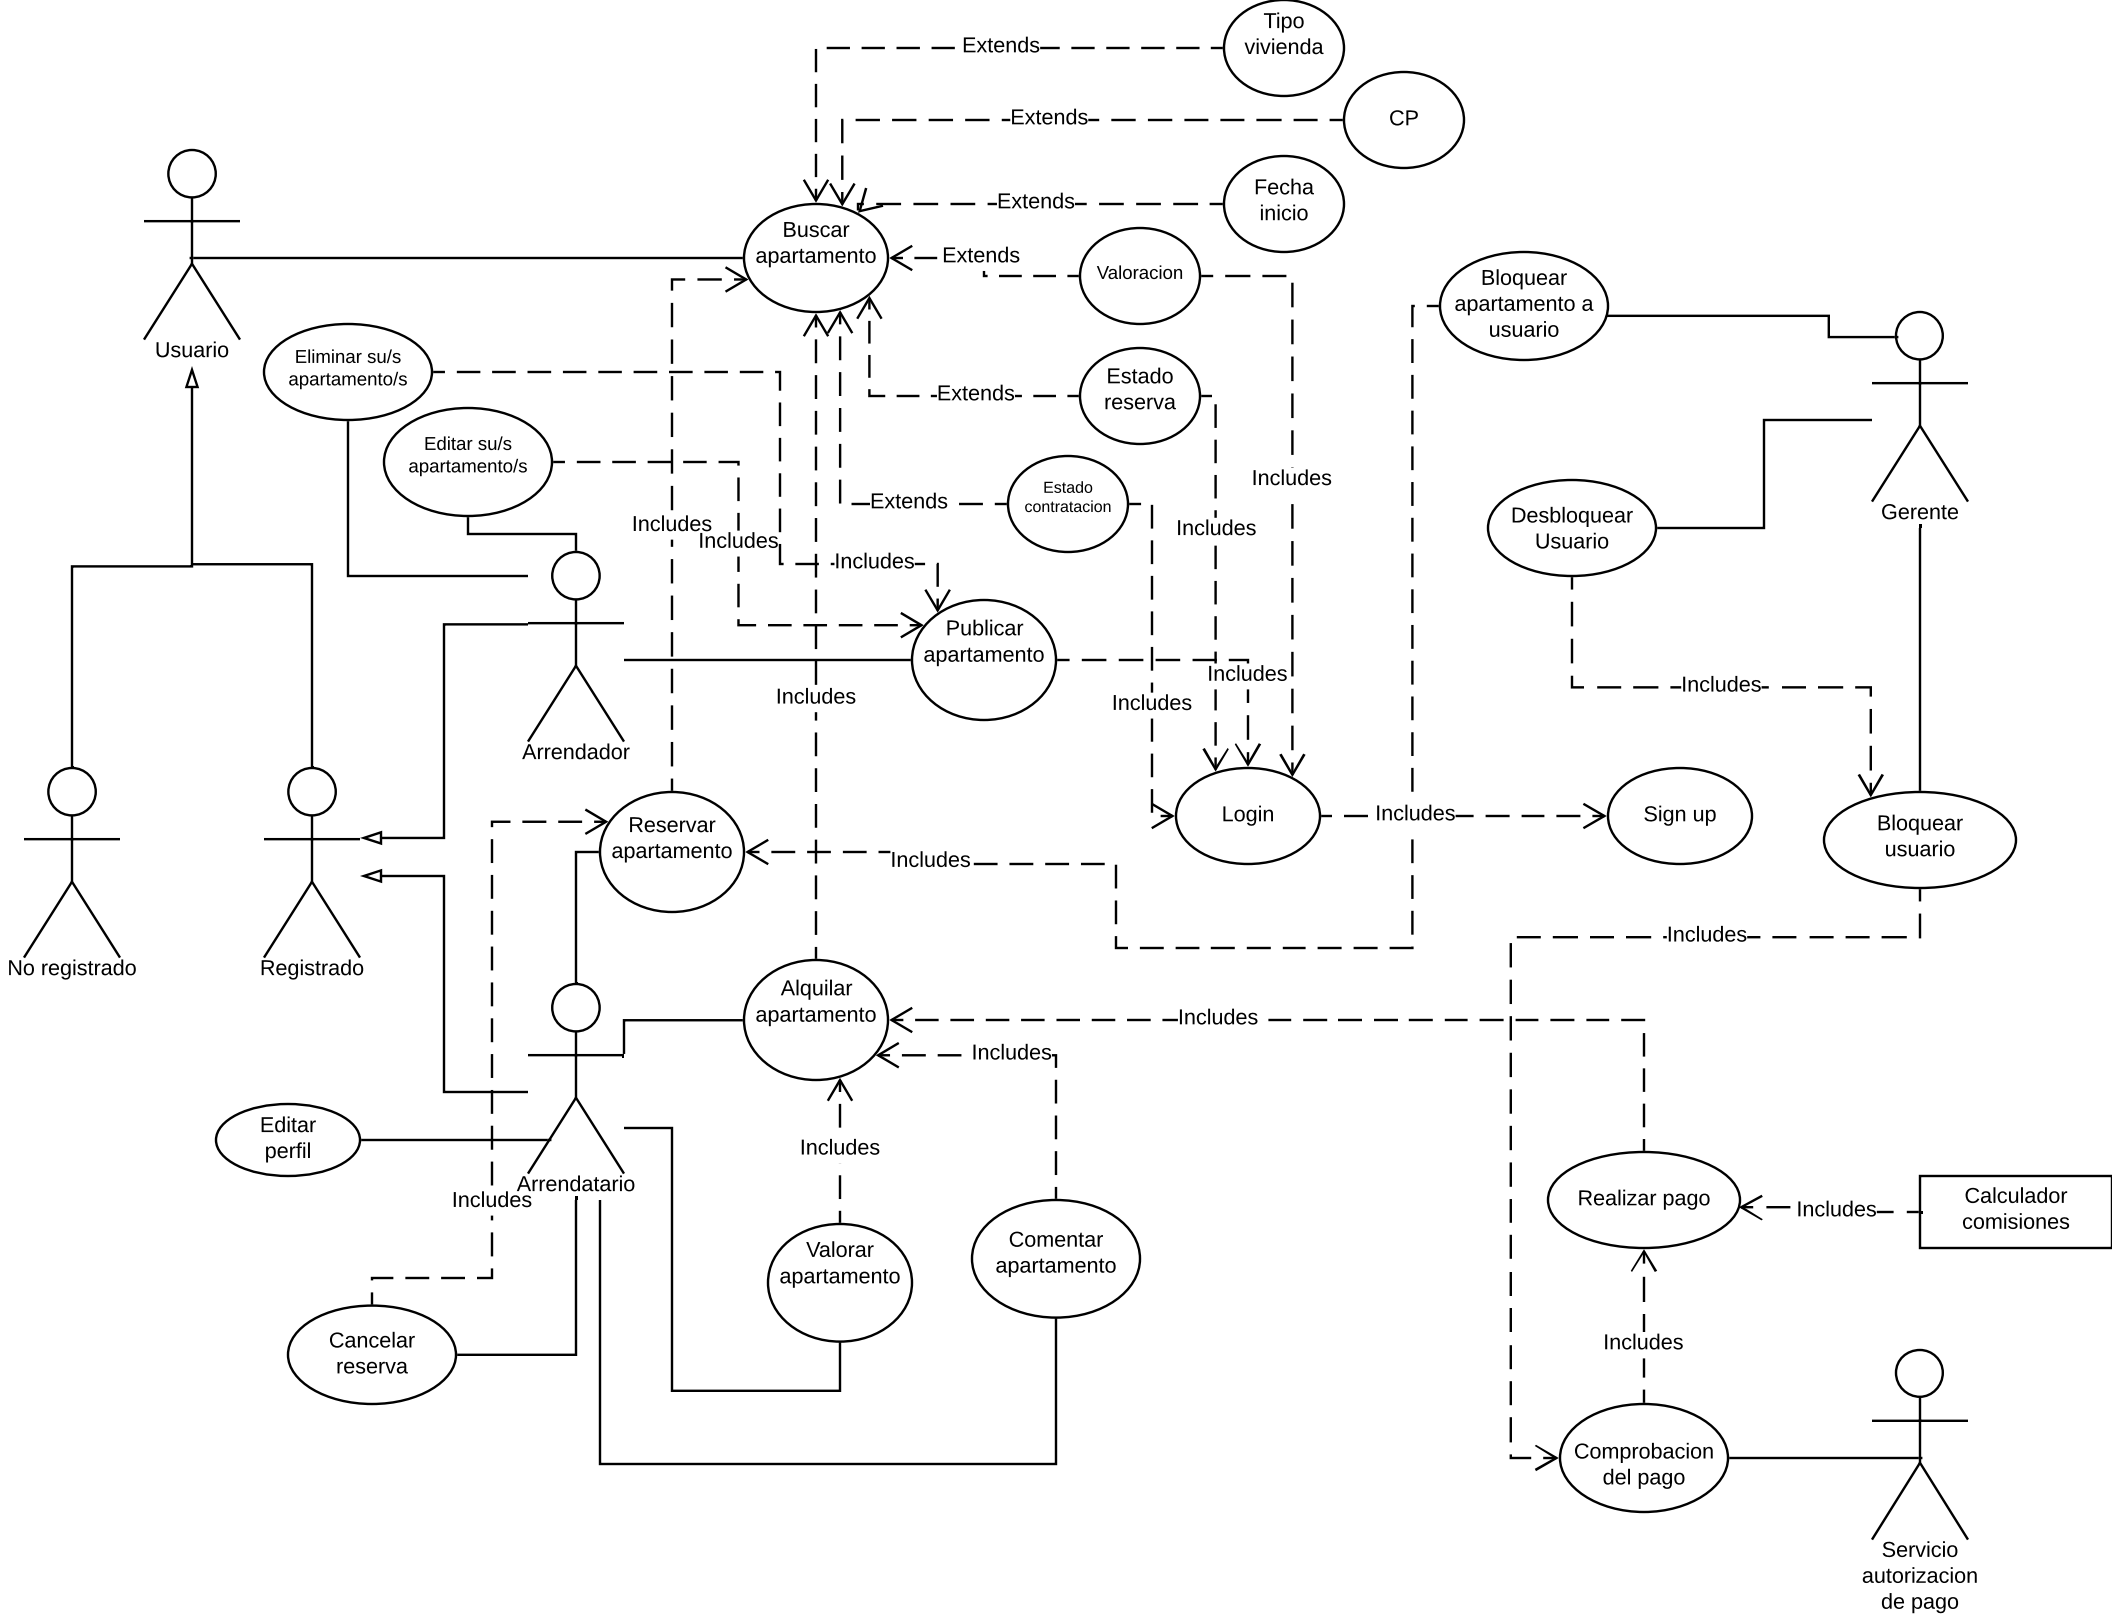 Tipo
vivienda
Extends
CP
Extends
Fecha
inicio
Extends
Buscar
apartamento
Extends
Valoracion
Bloquear
apartamento a
usuario
Usuario
Eliminar su/s
apartamento/s
Estado
reserva
Extends
Editar su/s
apartamento/s
Includes
Estado
contratacion
Extends
Gerente
Desbloquear
Usuario
Includes
Includes
Includes
Includes
Publicar
apartamento
Includes
Includes
Includes
Includes
Includes
Arrendador
Reservar
apartamento
Login
Includes
Sign up
Bloquear
usuario
Includes
No registrado
Registrado
Includes
Alquilar
apartamento
Includes
Includes
Editar
perfil
Includes
Arrendatario
Includes
Realizar pago
Includes
Calculador
comisiones
Valorar
apartamento
Comentar
apartamento
Cancelar
reserva
Includes
Comprobacion
del pago
Servicio
autorizacion
de pago